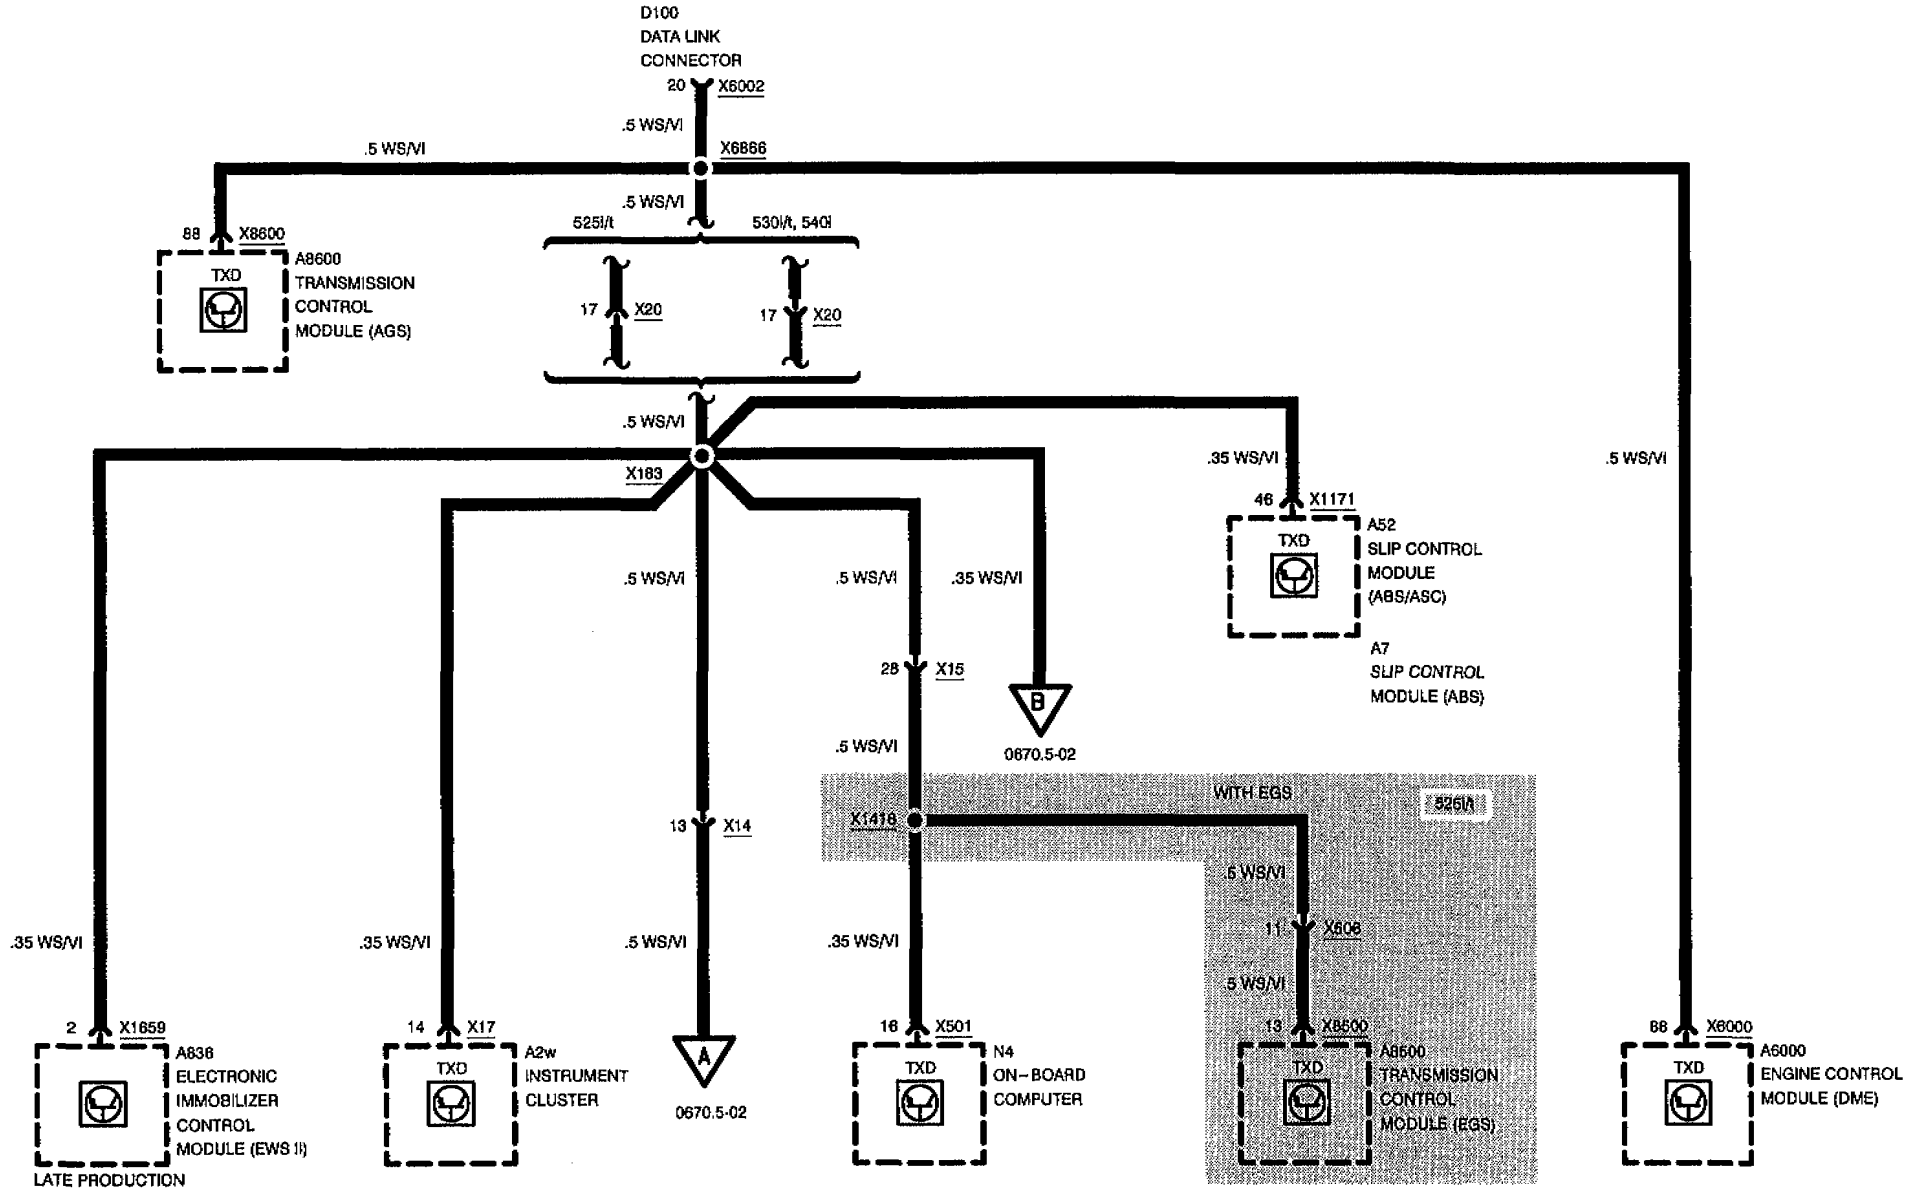 D100
DATA LINK
CONNECTOR
20 X6002
.5 WS/VI
.5 WS/VI
X6866
.5 WS/VI
525i/t
530i/t, 540i
88 X8600
A8600
TRANSMISSION
CONTROL
MODULE (AGS)
TXD
17 X20
17 X20
.5 WS/VI
X183
.35 WS/VI
.5 WS/VI
46 X1171
TXD
A52
SLIP CONTROL
MODULE
(ABS/ASC)
A7
SLIP CONTROL
MODULE (ABS)
.5 WS/VI
.5 WS/VI
.35 WS/VI
28 X15
B
0670.5-02
.5 WS/VI
WITH EGS
525i/t
X1418
13 X14
.5 WS/VI
11 X606
.35 WS/VI
.35 WS/VI
.5 WS/VI
.35 WS/VI
.5 WS/VI
2 X1659
A836
ELECTRONIC
IMMOBILIZER
CONTROL
MODULE (EWS II)
LATE PRODUCTION
14 X17
TXD
A2w
INSTRUMENT
CLUSTER
A
0670.5-02
16 X501
TXD
N4
ON-BOARD
COMPUTER
13 X8500
TXD
A8500
TRANSMISSION
CONTROL
MODULE (EGS)
88 X6000
TXD
A6000
ENGINE CONTROL
MODULE (DME)